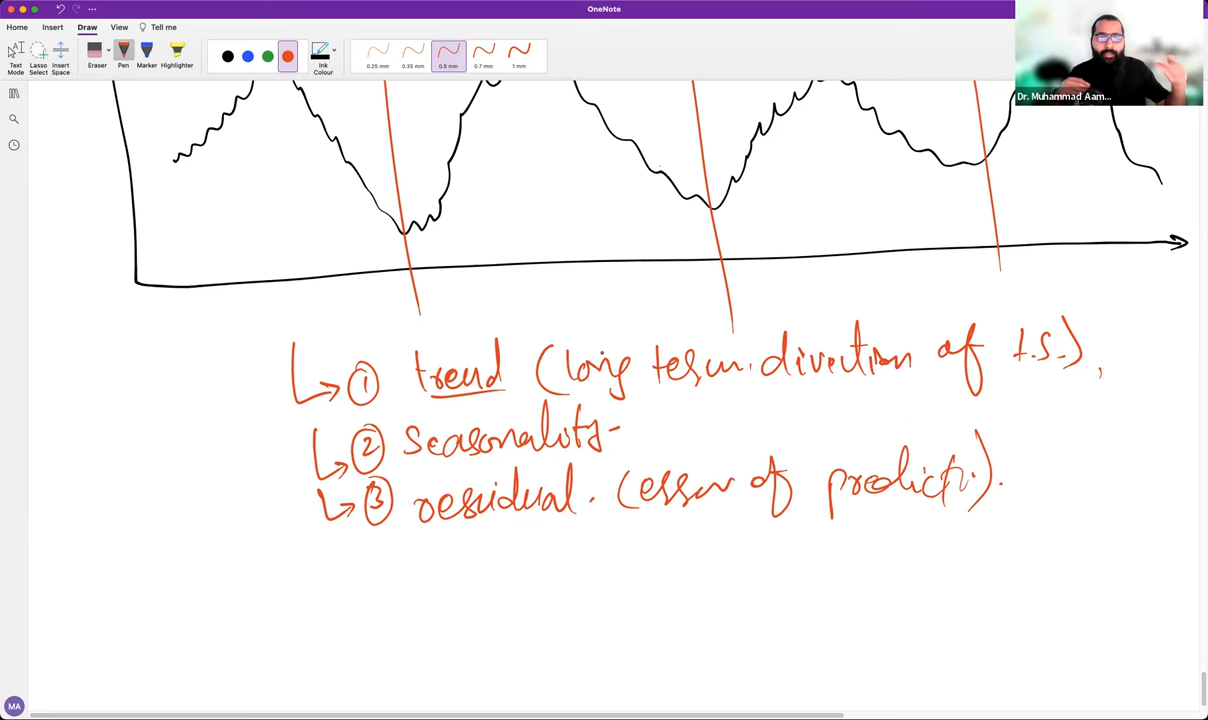 OneNote
Home Insert Draw View Tell me
Text Mode
Lasso Select
Insert Space
Eraser
Pen
Marker
Highlighter
Ink Colour
0.25 mm
0.35 mm
0.5 mm
0.7 mm
1 mm
Dr. Muhammad Aam...
① trend (long term. direction of t.s.),
② seasonality-
③ residual. (error of predict.).
MA